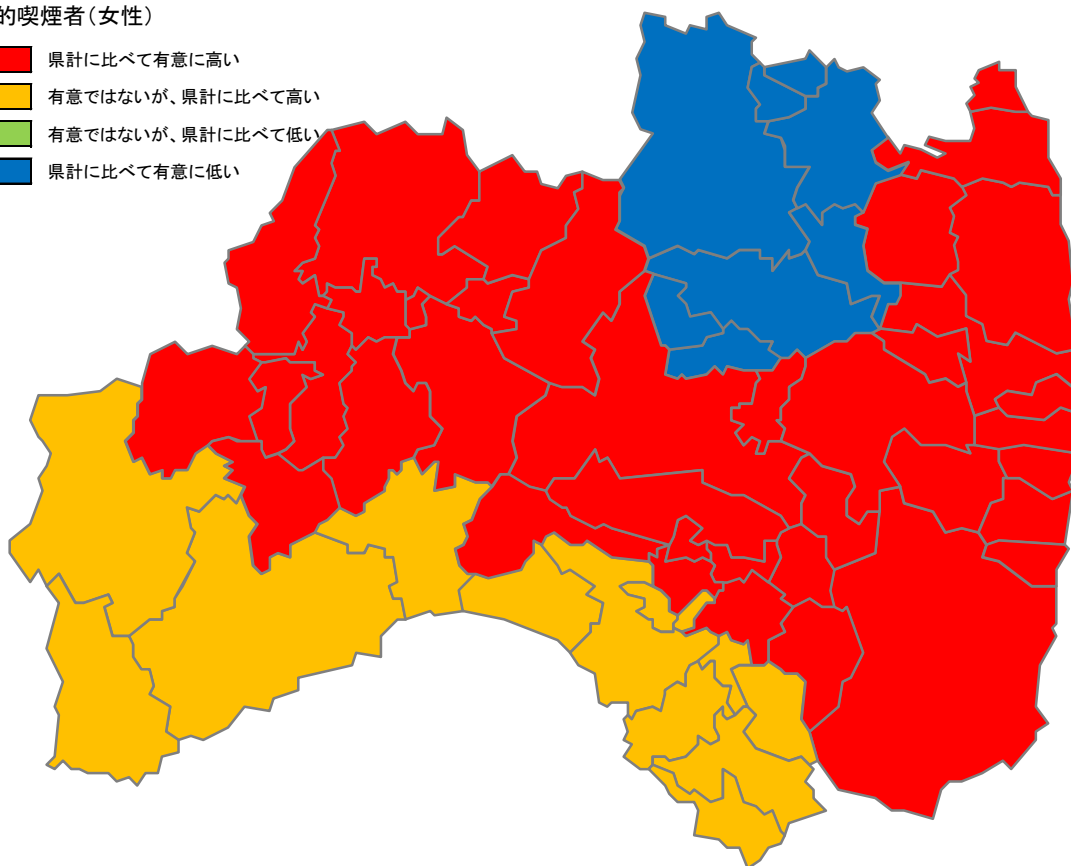 的喫煙者(女性)
県計に比べて有意に高い
有意ではないが、県計に比べて高い
有意ではないが、県計に比べて低い
県計に比べて有意に低い